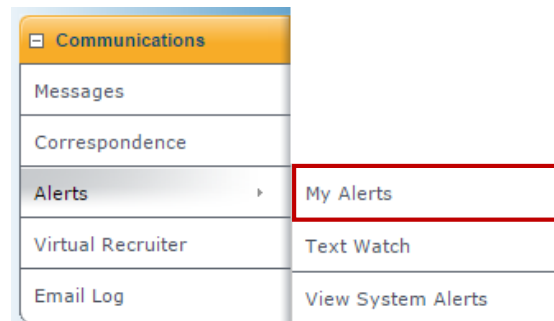 Communications
Messages
Correspondence
Alerts
My Alerts
Virtual Recruiter
Text Watch
Email Log
View System Alerts